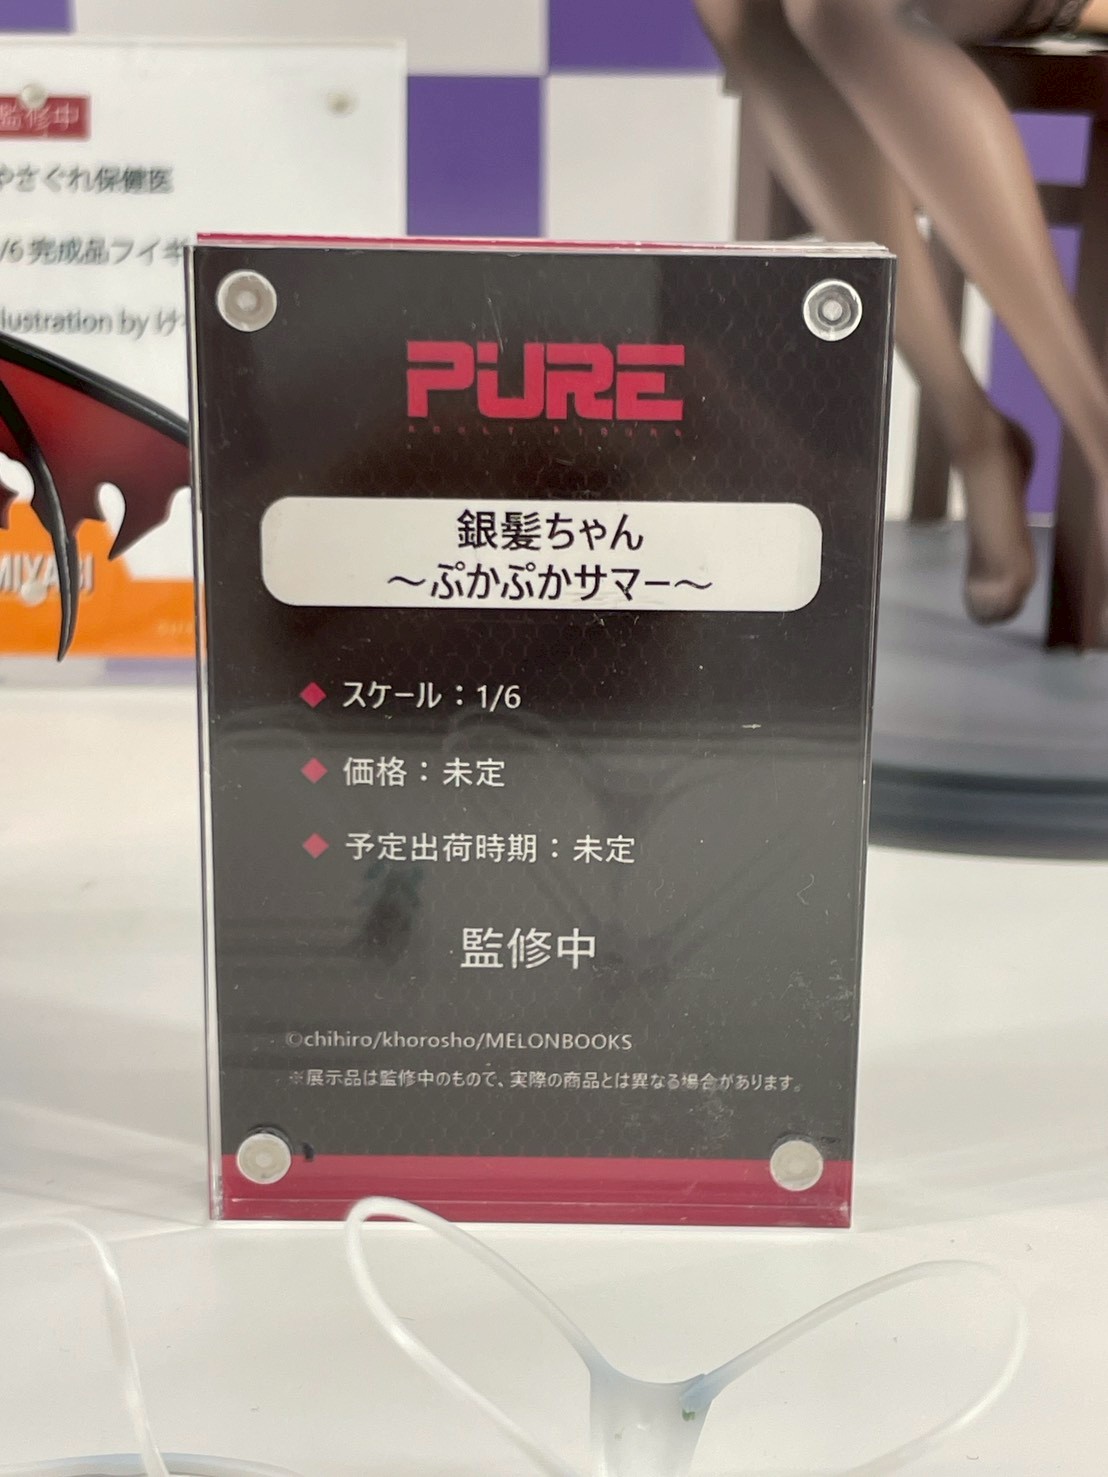 監修中
やさぐれ保健医
/6 完成品フィギ
lustration by け
MIYABI
PURE
ADULT FIGURE
銀髪ちゃん
〜ぷかぷかサマー〜
◆ スケール：1/6
◆ 価格：未定
◆ 予定出荷時期：未定
監修中
©chihiro/khorosho/MELONBOOKS
※展示品は監修中のもので、実際の商品とは異なる場合があります。